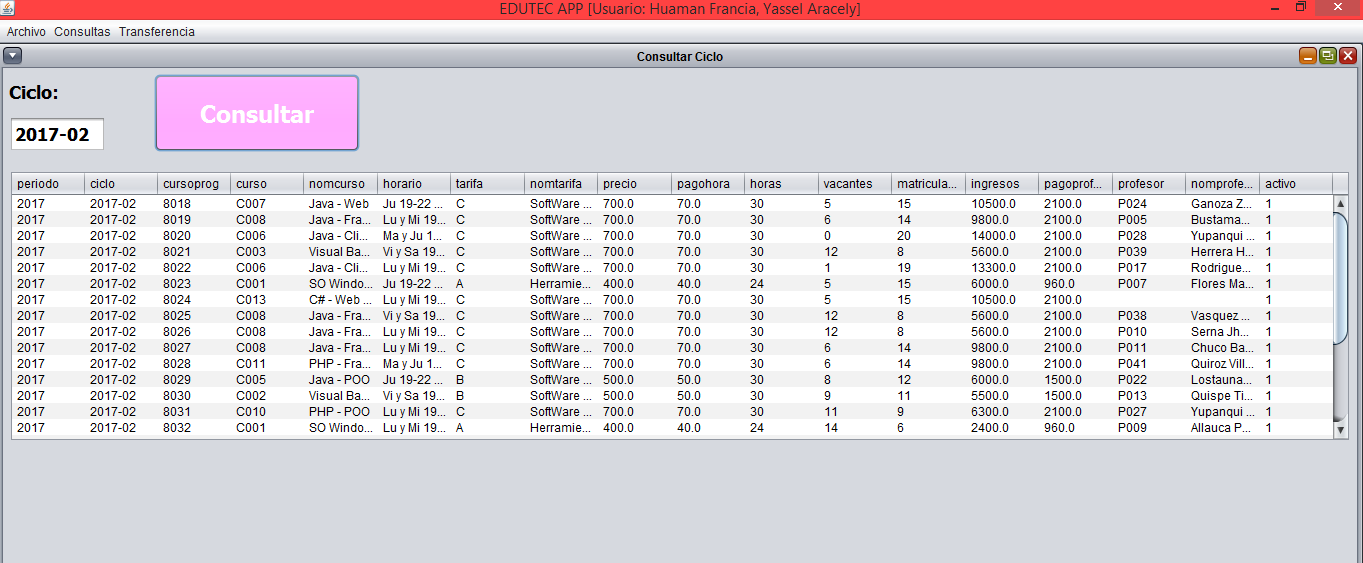 EDUTEC APP [Usuario: Huaman Francia, Yassel Aracely]
Archivo Consultas Transferencia
Consultar Ciclo
Ciclo:
Consultar
2017-02
periodo ciclo cursoprog curso nomcurso horario tarifa nomtarifa precio pagohora horas vacantes matricula... ingresos pagoprof... profesor nomprofe... activo
2017 2017-02 8018 C007 Java - Web Ju 19-22 ... C SoftWare ... 700.0 70.0 30 5 15 10500.0 2100.0 P024 Ganoza Z... 1
2017 2017-02 8019 C008 Java - Fra... Lu y Mi 19... C SoftWare ... 700.0 70.0 30 6 14 9800.0 2100.0 P005 Bustama... 1
2017 2017-02 8020 C006 Java - Cli... Ma y Ju 1... C SoftWare ... 700.0 70.0 30 0 20 14000.0 2100.0 P028 Yupanqui ... 1
2017 2017-02 8021 C003 Visual Ba... Vi y Sa 19... C SoftWare ... 700.0 70.0 30 12 8 5600.0 2100.0 P039 Herrera H... 1
2017 2017-02 8022 C006 Java - Cli... Lu y Mi 19... C SoftWare ... 700.0 70.0 30 1 19 13300.0 2100.0 P017 Rodrigue... 1
2017 2017-02 8023 C001 SO Windo... Ju 19-22 ... A Herramie... 400.0 40.0 24 5 15 6000.0 960.0 P007 Flores Ma... 1
2017 2017-02 8024 C013 C# - Web ... Lu y Mi 19... C SoftWare ... 700.0 70.0 30 5 15 10500.0 2100.0 1
2017 2017-02 8025 C008 Java - Fra... Vi y Sa 19... C SoftWare ... 700.0 70.0 30 12 8 5600.0 2100.0 P038 Vasquez ... 1
2017 2017-02 8026 C008 Java - Fra... Lu y Mi 19... C SoftWare ... 700.0 70.0 30 12 8 5600.0 2100.0 P010 Serna Jh... 1
2017 2017-02 8027 C008 Java - Fra... Lu y Mi 19... C SoftWare ... 700.0 70.0 30 6 14 9800.0 2100.0 P011 Chuco Ba... 1
2017 2017-02 8028 C011 PHP - Fra... Ma y Ju 1... C SoftWare ... 700.0 70.0 30 6 14 9800.0 2100.0 P041 Quiroz Vill... 1
2017 2017-02 8029 C005 Java - POO Ju 19-22 ... B SoftWare ... 500.0 50.0 30 8 12 6000.0 1500.0 P022 Lostauna... 1
2017 2017-02 8030 C002 Visual Ba... Vi y Sa 19... B SoftWare ... 500.0 50.0 30 9 11 5500.0 1500.0 P013 Quispe Ti... 1
2017 2017-02 8031 C010 PHP - POO Lu y Mi 19... C SoftWare ... 700.0 70.0 30 11 9 6300.0 2100.0 P027 Yupanqui ... 1
2017 2017-02 8032 C001 SO Windo... Lu y Mi 19... A Herramie... 400.0 40.0 24 14 6 2400.0 960.0 P009 Allauca P... 1